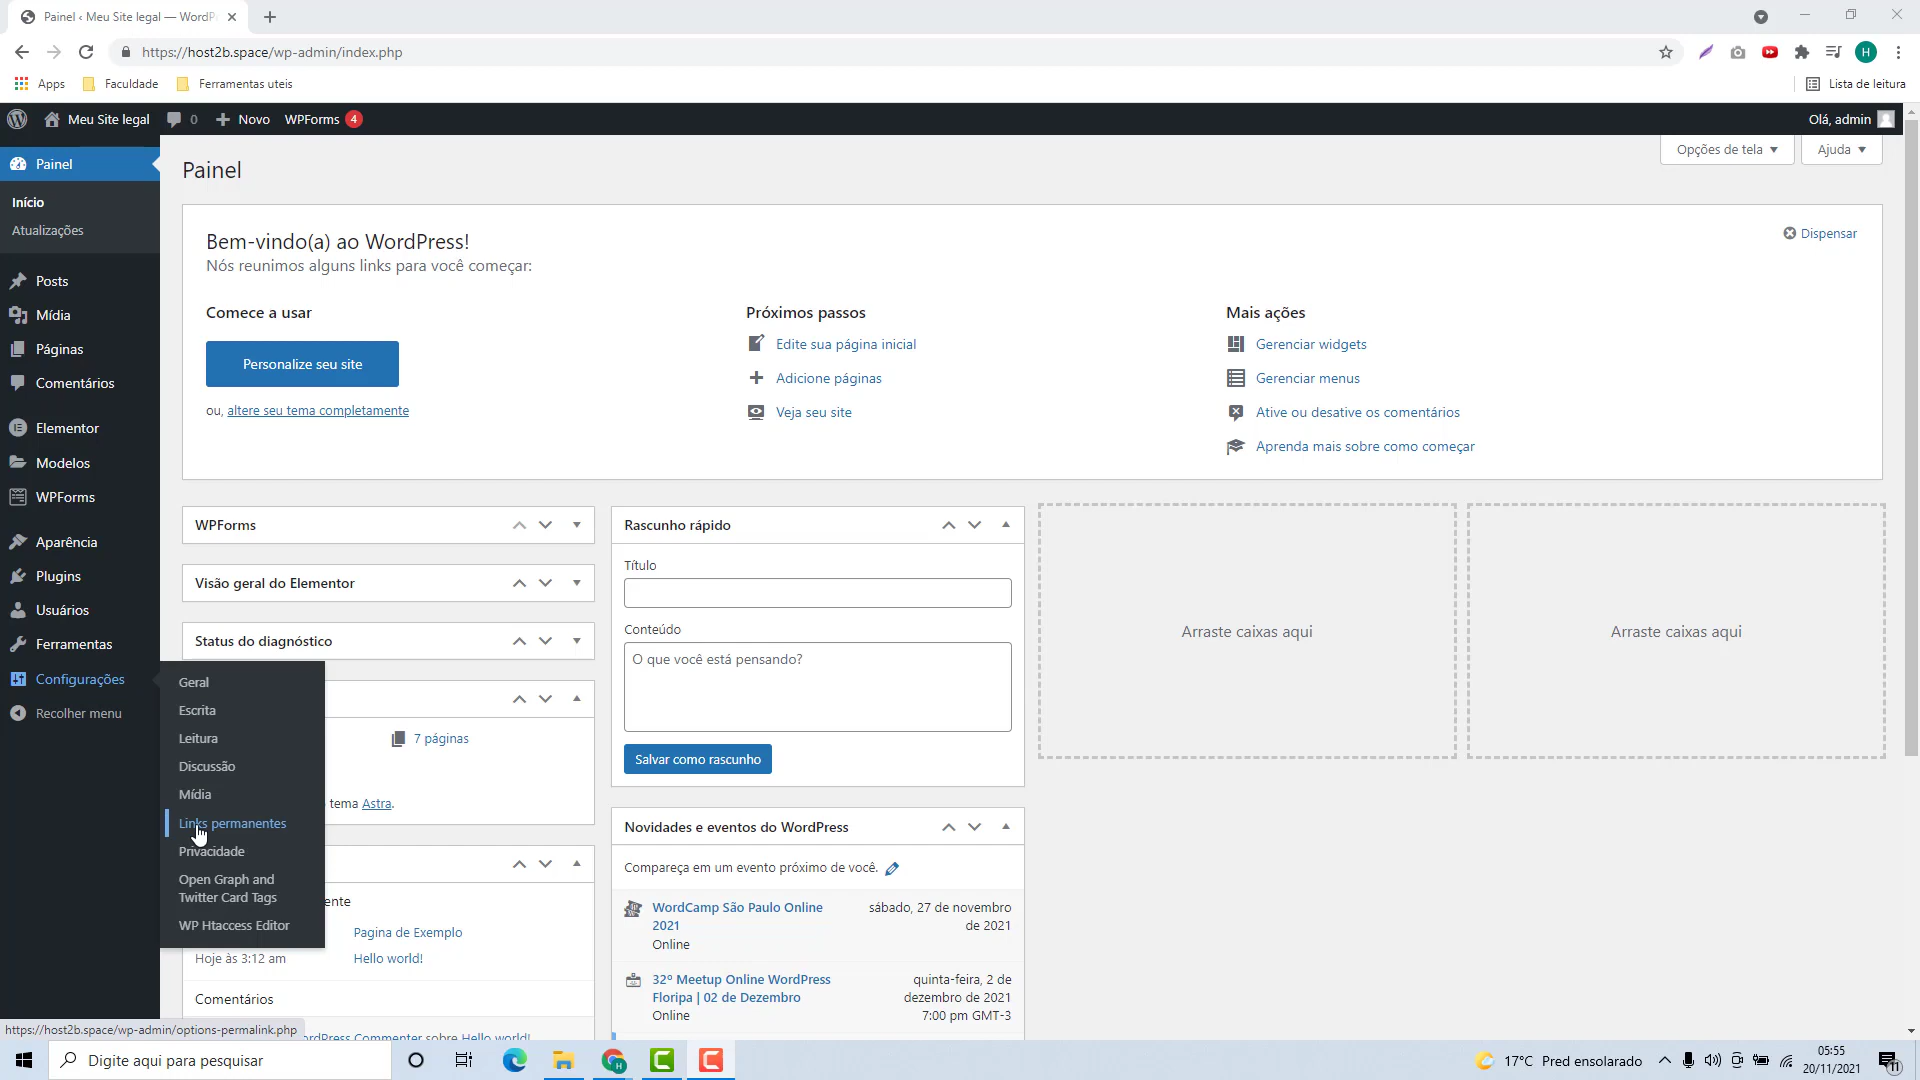 Painel ‹ Meu Site legal — WordP
https://host2b.space/wp-admin/index.php
H
Apps
Faculdade
Ferramentas uteis
Lista de leitura
Meu Site legal
0
Novo
WPForms 4
Olá, admin
Painel
Início
Atualizações
Posts
Mídia
Páginas
Comentários
Elementor
Modelos
WPForms
Aparência
Plugins
Usuários
Ferramentas
Configurações
Recolher menu
Geral
Escrita
Leitura
Discussão
Mídia
Links permanentes
Privacidade
Open Graph and
Twitter Card Tags
WP Htaccess Editor
Painel
Opções de tela
Ajuda
Bem-vindo(a) ao WordPress!
Nós reunimos alguns links para você começar:
Dispensar
Comece a usar
Personalize seu site
ou, altere seu tema completamente
Próximos passos
Edite sua página inicial
Adicione páginas
Veja seu site
Mais ações
Gerenciar widgets
Gerenciar menus
Ative ou desative os comentários
Aprenda mais sobre como começar
WPForms
Visão geral do Elementor
Status do diagnóstico
7 páginas
tema Astra.
ente
Pagina de Exemplo
Hoje às 3:12 am
Hello world!
Comentários
rdPress Commenter sobre Hello world!
Rascunho rápido
Título
Conteúdo
O que você está pensando?
Salvar como rascunho
Novidades e eventos do WordPress
Compareça em um evento próximo de você.
WordCamp São Paulo Online
2021
Online
sábado, 27 de novembro
de 2021
32º Meetup Online WordPress
Floripa | 02 de Dezembro
Online
quinta-feira, 2 de
dezembro de 2021
7:00 pm GMT-3
Arraste caixas aqui
Arraste caixas aqui
https://host2b.space/wp-admin/options-permalink.php
Digite aqui para pesquisar
17°C Pred ensolarado
05:55
20/11/2021
11